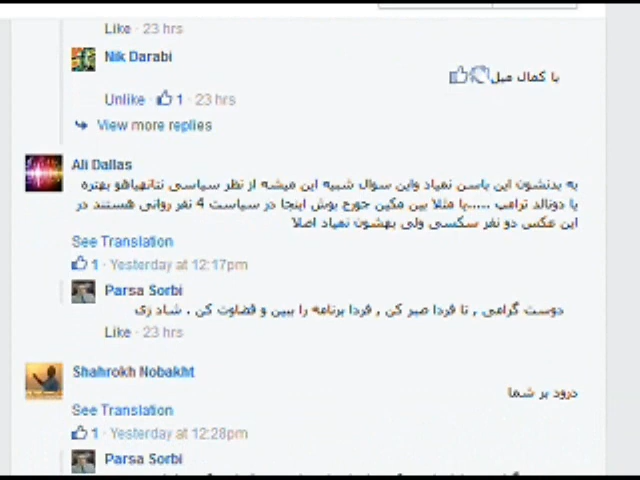 Like · 23 hrs
Nik Darabi
با کمال میل
Unlike · 1 · 23 hrs
View more replies
Ali Dallas
به بدنشون این باسن نمیاد واین سوال شبیه این میشه از نظر سیاسی نتانهیاهو بهتره
یا دونالد ترامپ .....یا مثلا بین مگین جورج بوش اینجا در سیاست 4 نفر روانی هستند در
این عکس دو نفر سکسی ولی بهشون نمیاد اصلا
See Translation
1 · Yesterday at 12:17pm
Parsa Sorbi
دوست گرامی , تا فردا صبر کن , فردا برنامه را ببین و قضاوت کن . شاد زی
Like · 23 hrs
Shahrokh Nobakht
درود بر شما
See Translation
1 · Yesterday at 12:28pm
Parsa Sorbi